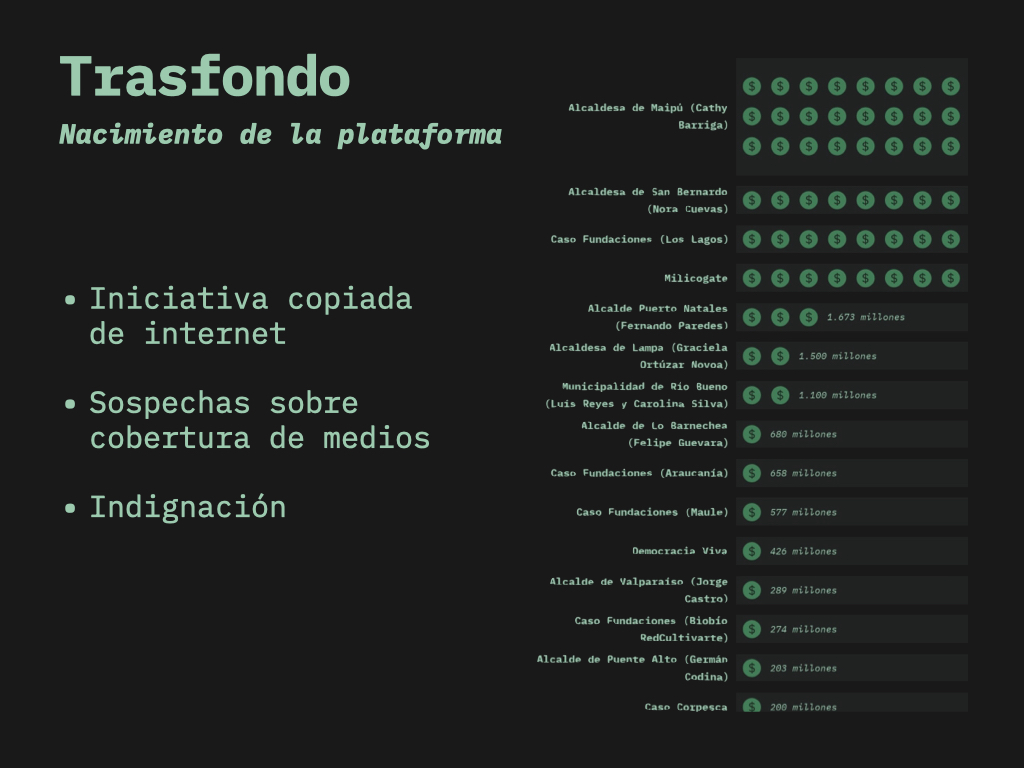 Trasfondo
Nacimiento de la plataforma
• Iniciativa copiada
de internet
• Sospechas sobre
cobertura de medios
• Indignación
Alcaldesa de Maipú (Cathy
Barriga)
Alcaldesa de San Bernardo
(Nora Cuevas)
Caso Fundaciones (Los Lagos)
Milicogate
Alcalde Puerto Natales
(Fernando Paredes)
1.673 millones
Alcaldesa de Lampa (Graciela
Ortúzar Novoa)
1.500 millones
Municipalidad de Río Bueno
(Luis Reyes y Carolina Silva)
1.100 millones
Alcalde de Lo Barnechea
(Felipe Guevara)
680 millones
Caso Fundaciones (Araucanía)
658 millones
Caso Fundaciones (Maule)
577 millones
Democracia Viva
426 millones
Alcalde de Valparaíso (Jorge
Castro)
289 millones
Caso Fundaciones (Biobío
RedCultivarte)
274 millones
Alcalde de Puente Alto (Germán
Codina)
203 millones
Caso Corpesca
200 millones